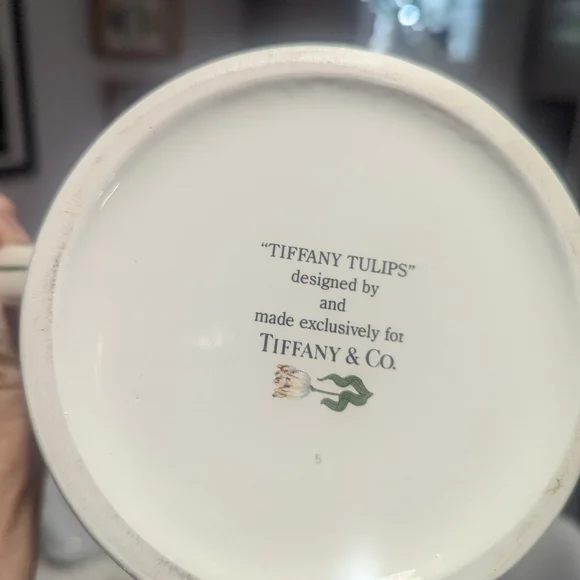 “TIFFANY TULIPS”
designed by
and
made exclusively for
TIFFANY & CO.